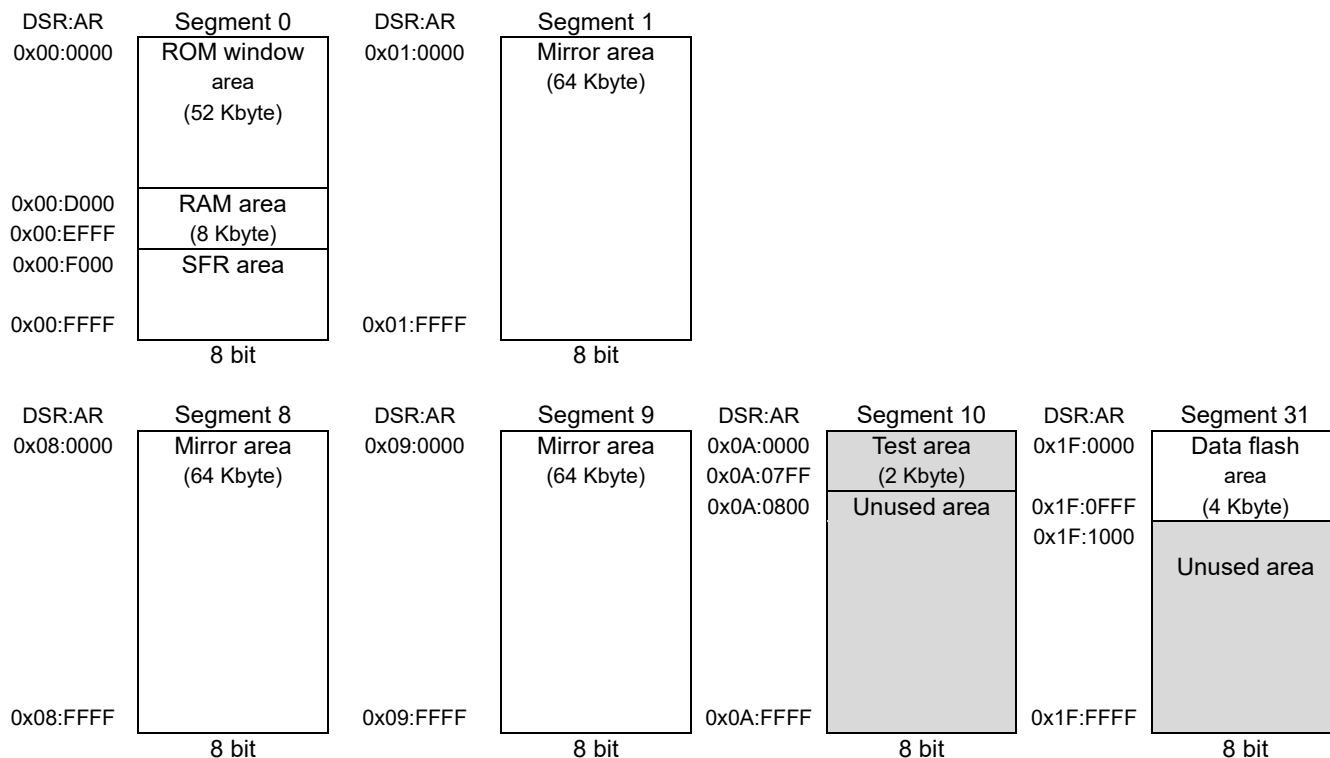 DSR:AR Segment 0 DSR:AR Segment 1
0x00:0000 ROM window 0x01:0000 Mirror area
area (64 Kbyte)
(52 Kbyte)
0x00:D000 RAM area
0x00:EFFF (8 Kbyte)
0x00:F000 SFR area
0x00:FFFF 0x01:FFFF
8 bit 8 bit
DSR:AR Segment 8 DSR:AR Segment 9 DSR:AR Segment 10 DSR:AR Segment 31
0x08:0000 Mirror area 0x09:0000 Mirror area 0x0A:0000 Test area 0x1F:0000 Data flash
(64 Kbyte) (64 Kbyte) 0x0A:07FF (2 Kbyte) area
0x0A:0800 Unused area 0x1F:0FFF (4 Kbyte)
0x1F:1000
Unused area
0x08:FFFF 0x09:FFFF 0x0A:FFFF 0x1F:FFFF
8 bit 8 bit 8 bit 8 bit